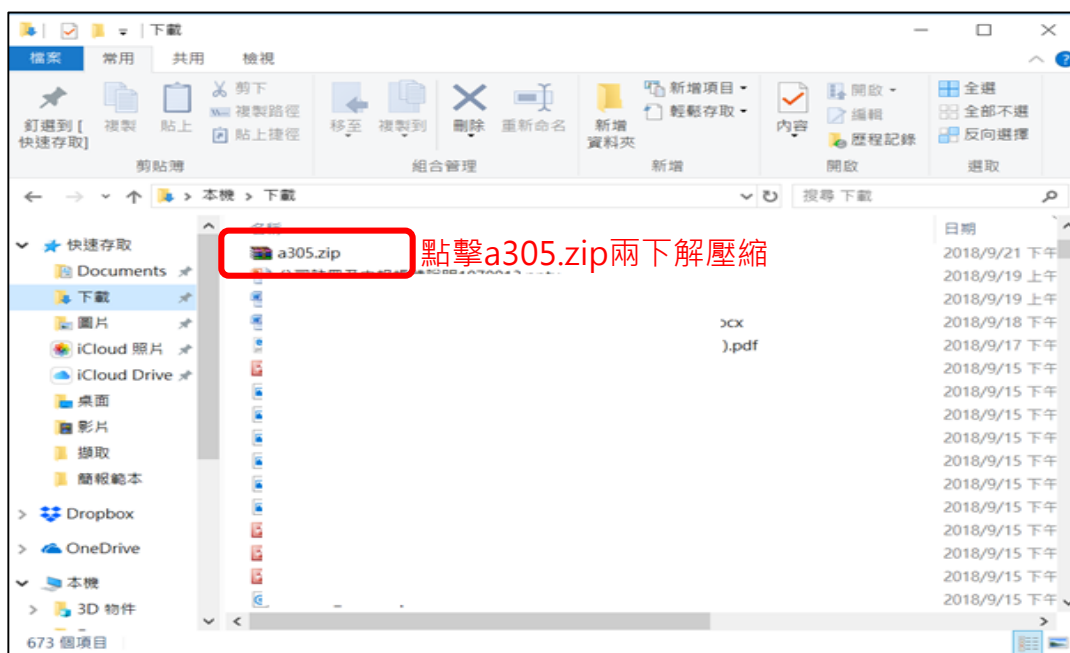 下載
檔案 常用 共用 檢視
釘選到 [快速存取]
複製
貼上
剪下
複製路徑
貼上捷徑
移至
複製到
刪除
重新命名
新增資料夾
新增項目
輕鬆存取
內容
開啟
編輯
歷程記錄
全選
全部不選
反向選擇
剪貼簿 組合管理 新增 開啟 選取
本機 > 下載
搜尋 下載
日期
快速存取
Documents
下載
圖片
iCloud 照片
iCloud Drive
桌面
影片
擷取
簡報範本
Dropbox
OneDrive
本機
3D 物件
a305.zip
點擊a305.zip兩下解壓縮
ocx
).pdf
2018/9/21 下午
2018/9/19 上午
2018/9/19 上午
2018/9/18 下午
2018/9/17 下午
2018/9/15 下午
2018/9/15 下午
2018/9/15 下午
2018/9/15 下午
2018/9/15 下午
2018/9/15 下午
2018/9/15 下午
2018/9/15 下午
2018/9/15 下午
2018/9/15 下午
2018/9/15 下午
673 個項目